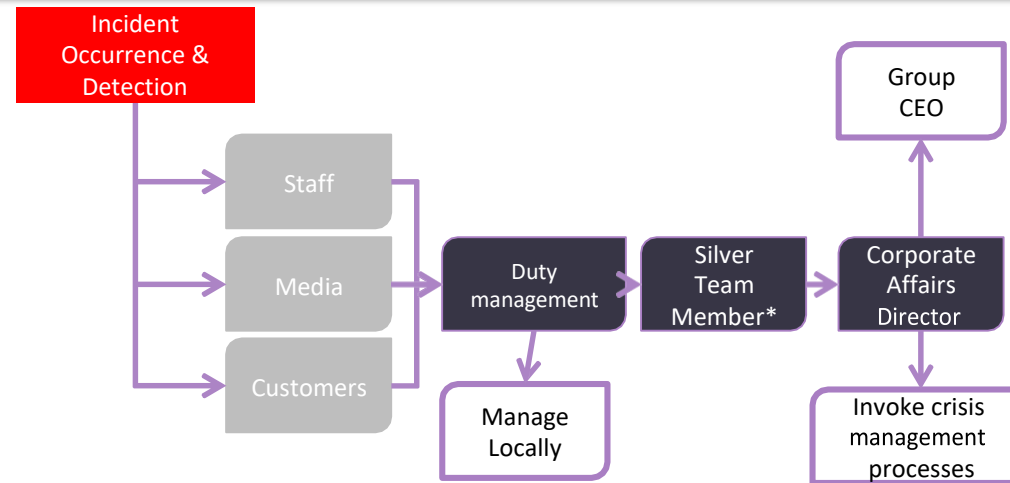 Incident
Occurrence &
Detection
Group
CEO
Staff
Media
Customers
Duty
management
Silver
Team
Member*
Corporate
Affairs
Director
Manage
Locally
Invoke crisis
management
processes